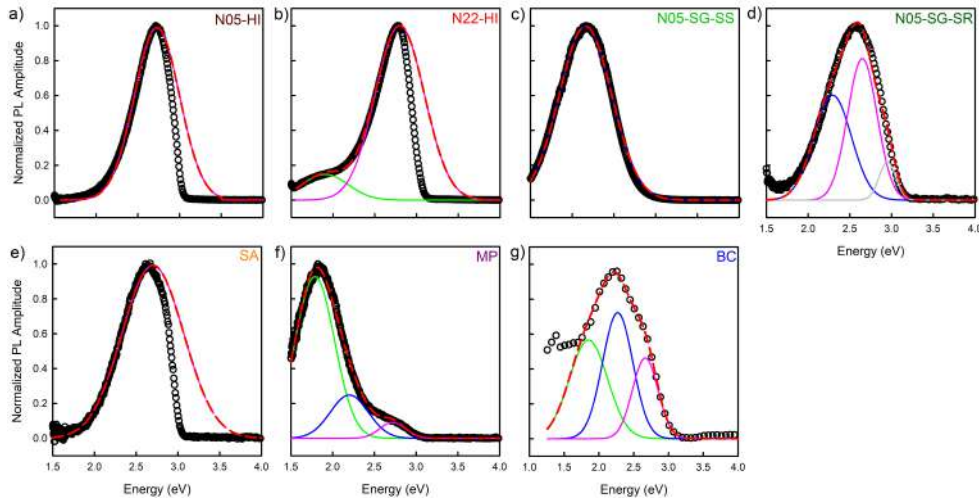 a) N05-HI
b) N22-HI
c) N05-SG-SS
d) N05-SG-SR
Normalized PL Amplitude
1.0
0.8
0.6
0.4
0.2
0.0
1.5 2.0 2.5 3.0 3.5 4.0
e) SA
f) MP
g) BC
Normalized PL Amplitude
1.0
0.8
0.6
0.4
0.2
0.0
1.5 2.0 2.5 3.0 3.5 4.0
1.5 2.0 2.5 3.0 3.5 4.0
1.0 1.5 2.0 2.5 3.0 3.5 4.0
Energy (eV)
Energy (eV)
Energy (eV)
Energy (eV)